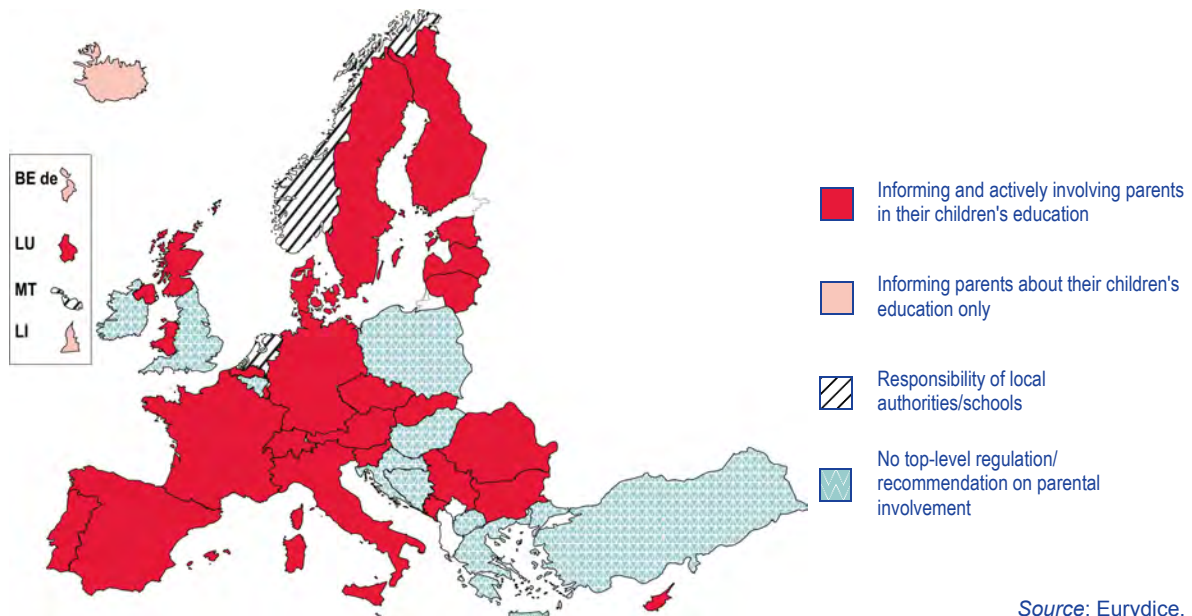 BE de
LU
MT
LI
Informing and actively involving parents
in their children's education
Informing parents about their children's
education only
Responsibility of local
authorities/schools
No top-level regulation/
recommendation on parental
involvement
Source: Eurydice.